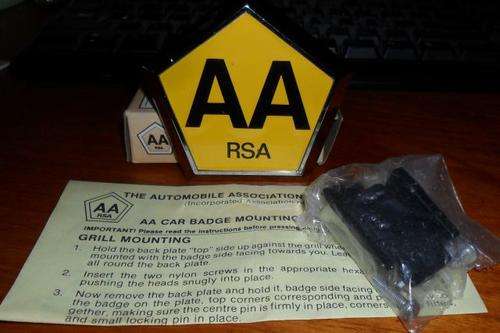 AA
RSA
AA
RSA
AA
RSA
THE AUTOMOBILE ASSOCIATION
(Incorporated Association
AA CAR BADGE MOUNTING
IMPORTANT! Please read the instructions before pressing
GRILL MOUNTING
1. Hold the back plate "top" side up against the grill
mounted with the badge side facing towards you.
all round the back plate.
2. Insert the two nylon screws in the appropriate
pushing the heads snugly into place.
3. Now remove the back plate and hold it, badge side facing
the badge on the plate, top corners corresponding and
gether, making sure the centre pin is firmly in place, corners
and small locking pin in place.